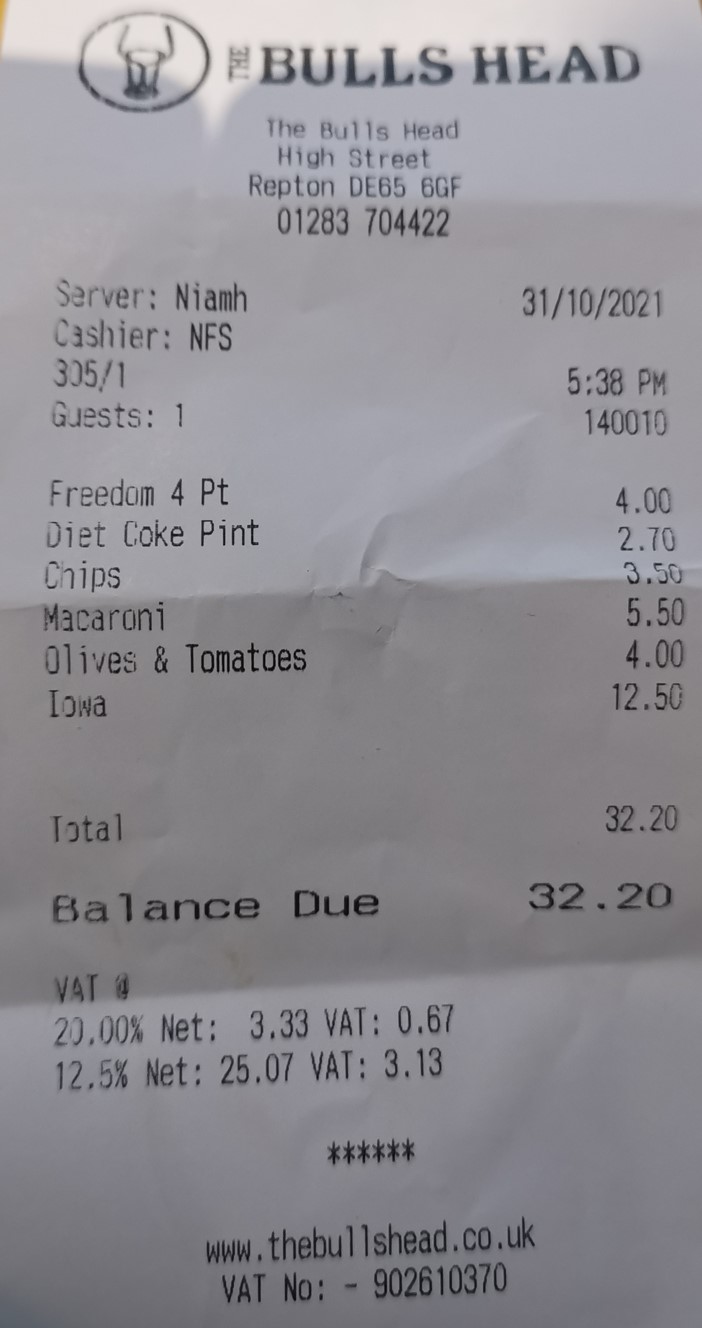 THE BULLS HEAD
The Bulls Head
High Street
Repton DE65 6GF
01283 704422
Server: Niamh 31/10/2021
Cashier: NFS
305/1 5:38 PM
Guests: 1 140010
Freedom 4 Pt 4.00
Diet Coke Pint 2.70
Chips 3.50
Macaroni 5.50
Olives & Tomatoes 4.00
Iowa 12.50
Total 32.20
Balance Due 32.20
VAT @
20.00% Net: 3.33 VAT: 0.67
12.5% Net: 25.07 VAT: 3.13
******
www.thebullshead.co.uk
VAT No: - 902610370